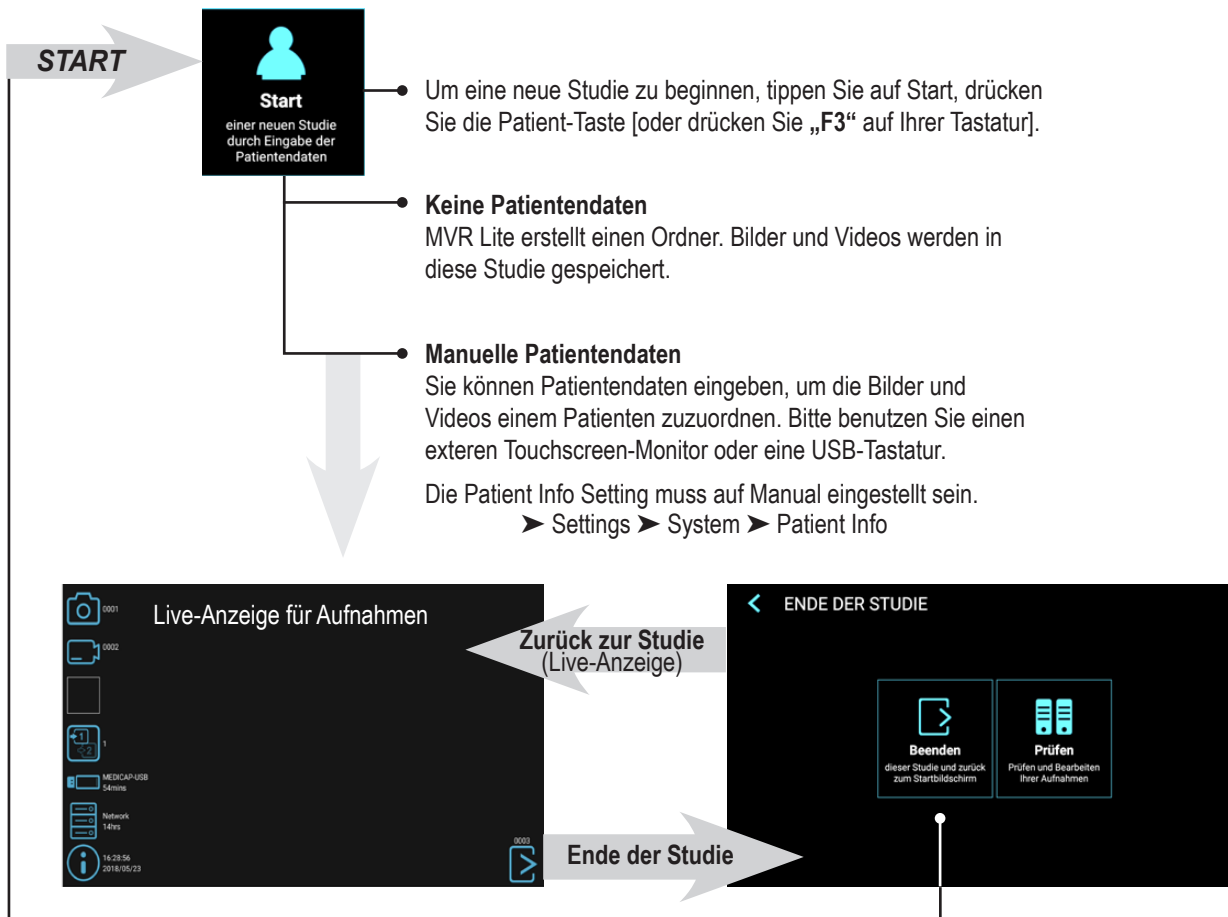 START
Start
einer neuen Studie
durch Eingabe der
Patientendaten
Um eine neue Studie zu beginnen, tippen Sie auf Start, drücken
Sie die Patient-Taste [oder drücken Sie „F3“ auf Ihrer Tastatur].
Keine Patientendaten
MVR Lite erstellt einen Ordner. Bilder und Videos werden in
diese Studie gespeichert.
Manuelle Patientendaten
Sie können Patientendaten eingeben, um die Bilder und
Videos einem Patienten zuzuordnen. Bitte benutzen Sie einen
exteren Touchscreen-Monitor oder eine USB-Tastatur.
Die Patient Info Setting muss auf Manual eingestellt sein.
➤ Settings ➤ System ➤ Patient Info
0001
Live-Anzeige für Aufnahmen
0002
1
2
1
MEDICAP-USB
54mins
Network
14hrs
16:28:56
2018/05/23
0003
Zurück zur Studie
(Live-Anzeige)
Ende der Studie
ENDE DER STUDIE
Beenden
dieser Studie und zurück
zum Startbildschirm
Prüfen
Prüfen und Bearbeiten
Ihrer Aufnahmen